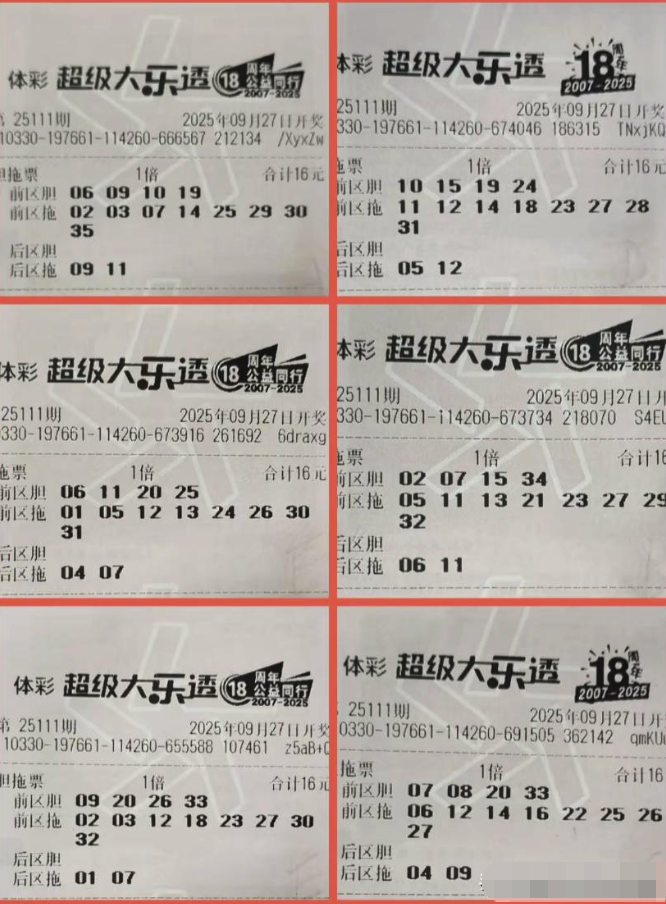 体彩 超级大乐透 18 周年 公益同行 2007-2025
第 25111期 2025年09月27日开奖
10330-197661-114260-666567 212134 /XyxZw
胆拖票 1倍 合计16元
前区胆 06 09 10 19
前区拖 02 03 07 14 25 29 30
35
后区胆
后区拖 09 11
体彩 超级大乐透 18 周年 2007-2025
25111期 2025年09月27日开奖
0330-197661-114260-674046 186315 TNxjKQ
拖票 1倍 合计16元
前区胆 10 15 19 24
前区拖 11 12 14 18 23 27 28
31
后区胆
后区拖 05 12
体彩 超级大乐透 18 周年 公益同行 2007-2025
25111期 2025年09月27日开奖
0330-197661-114260-673916 261692 6draxg
拖票 1倍 合计16元
前区胆 06 11 20 25
前区拖 01 05 12 13 24 26 30
31
后区胆
后区拖 04 07
体彩 超级大乐透 18 周年 公益同行 2007-2025
25111期 2025年09月27日开
330-197661-114260-673734 218070 S4EU
拖票 1倍 合计16
前区胆 02 07 15 34
前区拖 05 11 13 21 23 27 29
32
后区胆
后区拖 06 11
体彩 超级大乐透 18 周年 公益同行 2007-2025
第 25111期 2025年09月27日开奖
10330-197661-114260-655588 107461 z5aB+
胆拖票 1倍 合计16元
前区胆 09 20 26 33
前区拖 02 03 12 18 23 27 30
32
后区胆
后区拖 01 07
体彩 超级大乐透 18 周年 2007-2025
25111期 2025年09月27日开
0330-197661-114260-691505 362142 qmKU
拖票 1倍 合计16
前区胆 07 08 20 33
前区拖 06 12 14 16 22 25 26
27
后区胆
后区拖 04 09